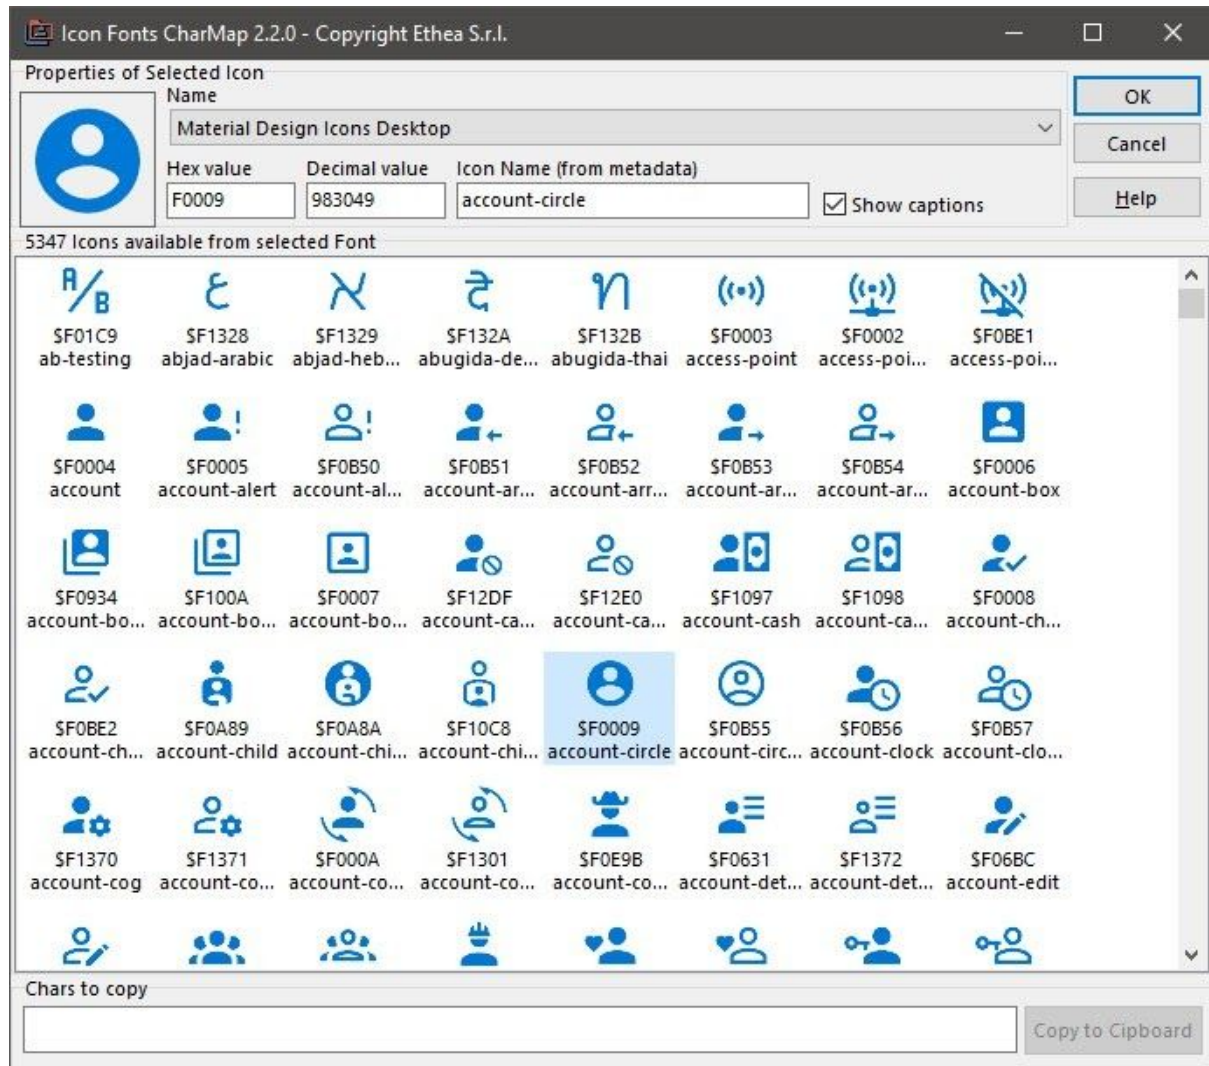 Icon Fonts CharMap 2.2.0 - Copyright Ethea S.r.l.
Properties of Selected Icon
Name
OK
Material Design Icons Desktop
Cancel
Hex value Decimal value Icon Name (from metadata)
F0009 983049 account-circle Show captions Help
5347 Icons available from selected Font
A/B ع א दे ท
$F01C9 $F1328 $F1329 $F132A $F132B $F0003 $F0002 $F0BE1
ab-testing abjad-arabic abjad-heb... abugida-de... abugida-thai access-point access-poi... access-poi...
$F0004 $F0005 $F0B50 $F0B51 $F0B52 $F0B53 $F0B54 $F0006
account account-alert account-al... account-ar... account-arr... account-ar... account-ar... account-box
$F0934 $F100A $F0007 $F12DF $F12E0 $F1097 $F1098 $F0008
account-bo... account-bo... account-bo... account-ca... account-ca... account-cash account-ca... account-ch...
$F0BE2 $F0A89 $F0A8A $F10C8 $F0009 $F0B55 $F0B56 $F0B57
account-ch... account-child account-chi... account-chi... account-circle account-circ... account-clock account-clo...
$F1370 $F1371 $F000A $F1301 $F0E9B $F0631 $F1372 $F06BC
account-cog account-co... account-co... account-co... account-co... account-det... account-det... account-edit
Chars to copy
Copy to Cipboard